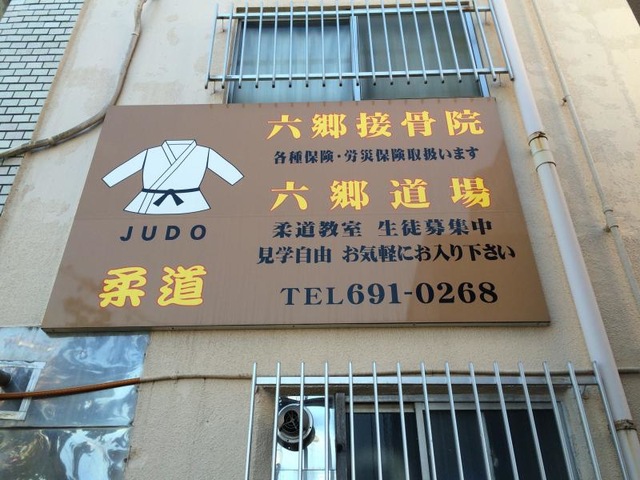 六郷接骨院
各種保険・労災保険取扱います
六郷道場
柔道教室 生徒募集中
見学自由 お気軽にお入り下さい
TEL691-0268
JUDO
柔道